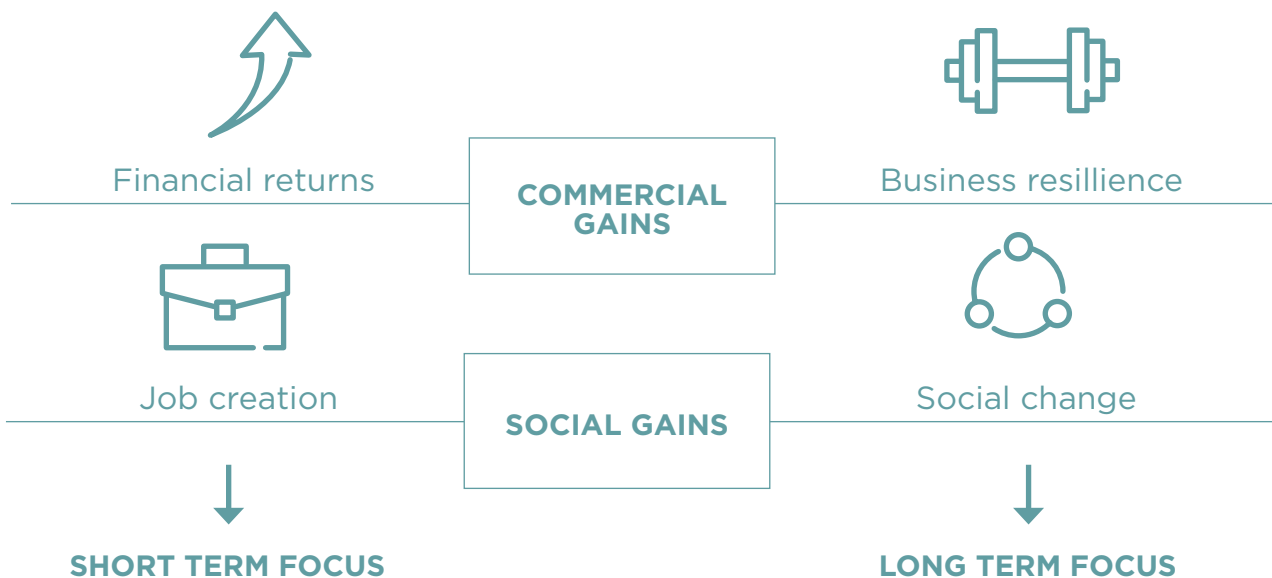 Financial returns
COMMERCIAL
GAINS
Business resillience
Job creation
SOCIAL GAINS
Social change
SHORT TERM FOCUS
LONG TERM FOCUS